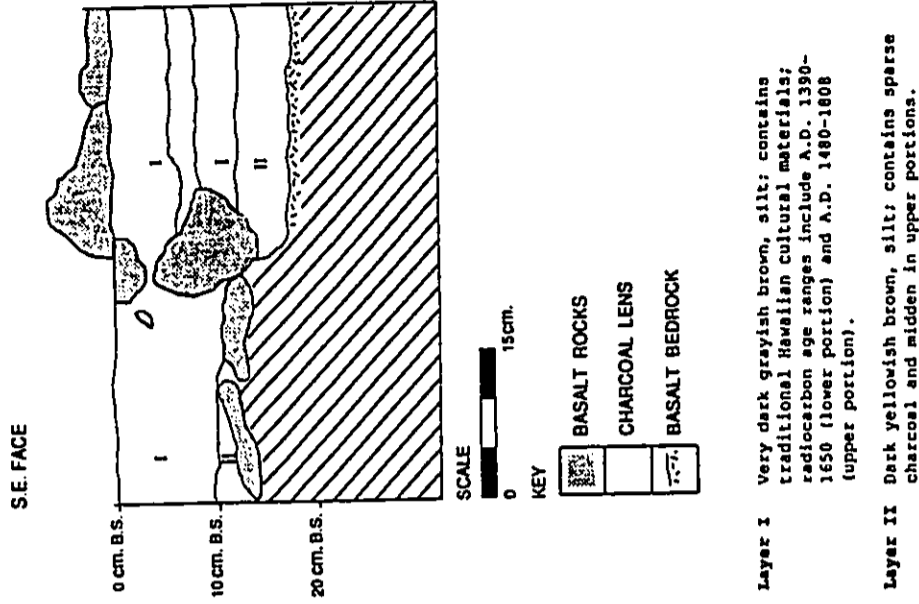 S.E. FACE
0 cm. B.S.
10 cm. B.S.
20 cm. B.S.
I
I
I
II
II
SCALE
0 15cm.
KEY
BASALT ROCKS
CHARCOAL LENS
BASALT BEDROCK
Layer I Very dark grayish brown, silt; contains
traditional Hawaiian cultural materials;
radiocarbon age ranges include A.D. 1390-
1650 (lower portion) and A.D. 1480-1808
(upper portion).
Layer II Dark yellowish brown, silt; contains sparse
charcoal and midden in upper portions.